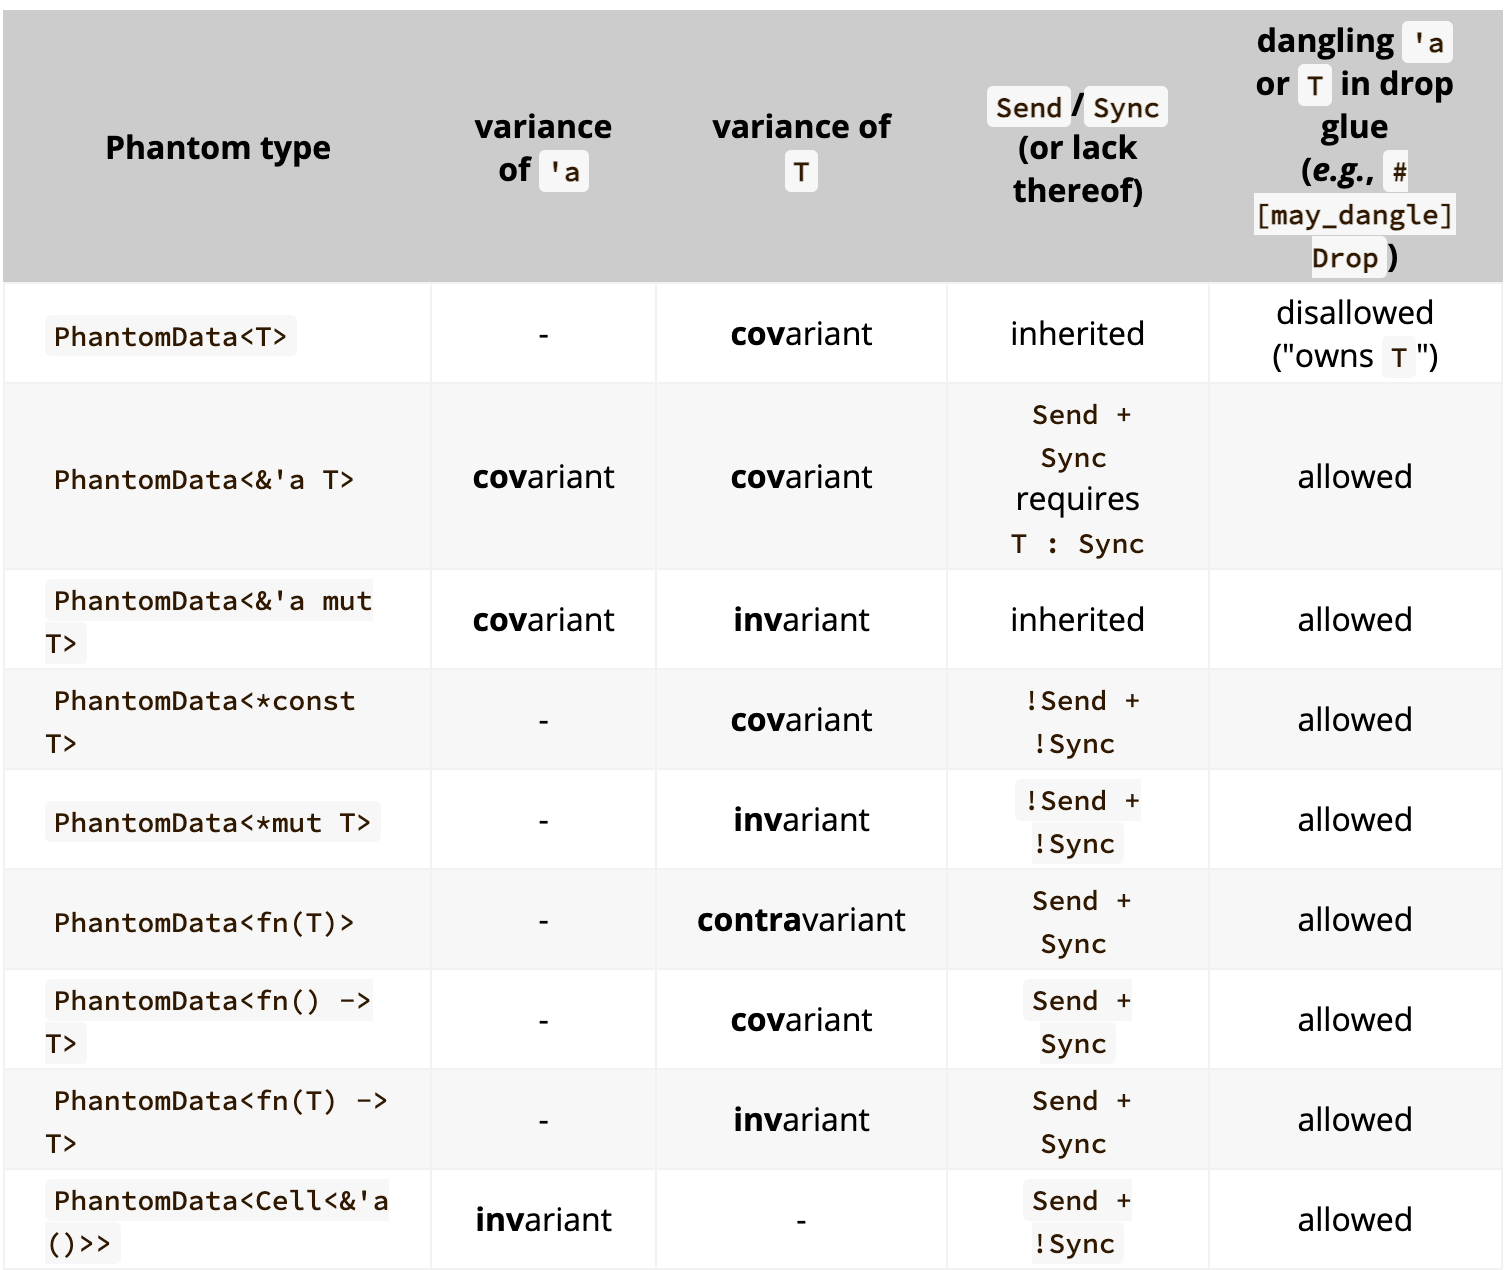 Phantom type
variance
of 'a
variance of
T
Send/Sync
(or lack
thereof)
dangling 'a
or T in drop
glue
(e.g., #
[may_dangle]
Drop)
PhantomData<T>
-
covariant
inherited
disallowed
("owns T")
PhantomData<&'a T>
covariant
covariant
Send +
Sync
requires
T : Sync
allowed
PhantomData<&'a mut
T>
covariant
invariant
inherited
allowed
PhantomData<*const
T>
-
covariant
!Send +
!Sync
allowed
PhantomData<*mut T>
-
invariant
!Send +
!Sync
allowed
PhantomData<fn(T)>
-
contravariant
Send +
Sync
allowed
PhantomData<fn() ->
T>
-
covariant
Send +
Sync
allowed
PhantomData<fn(T) ->
T>
-
invariant
Send +
Sync
allowed
PhantomData<Cell<&'a
()>>
invariant
-
Send +
!Sync
allowed